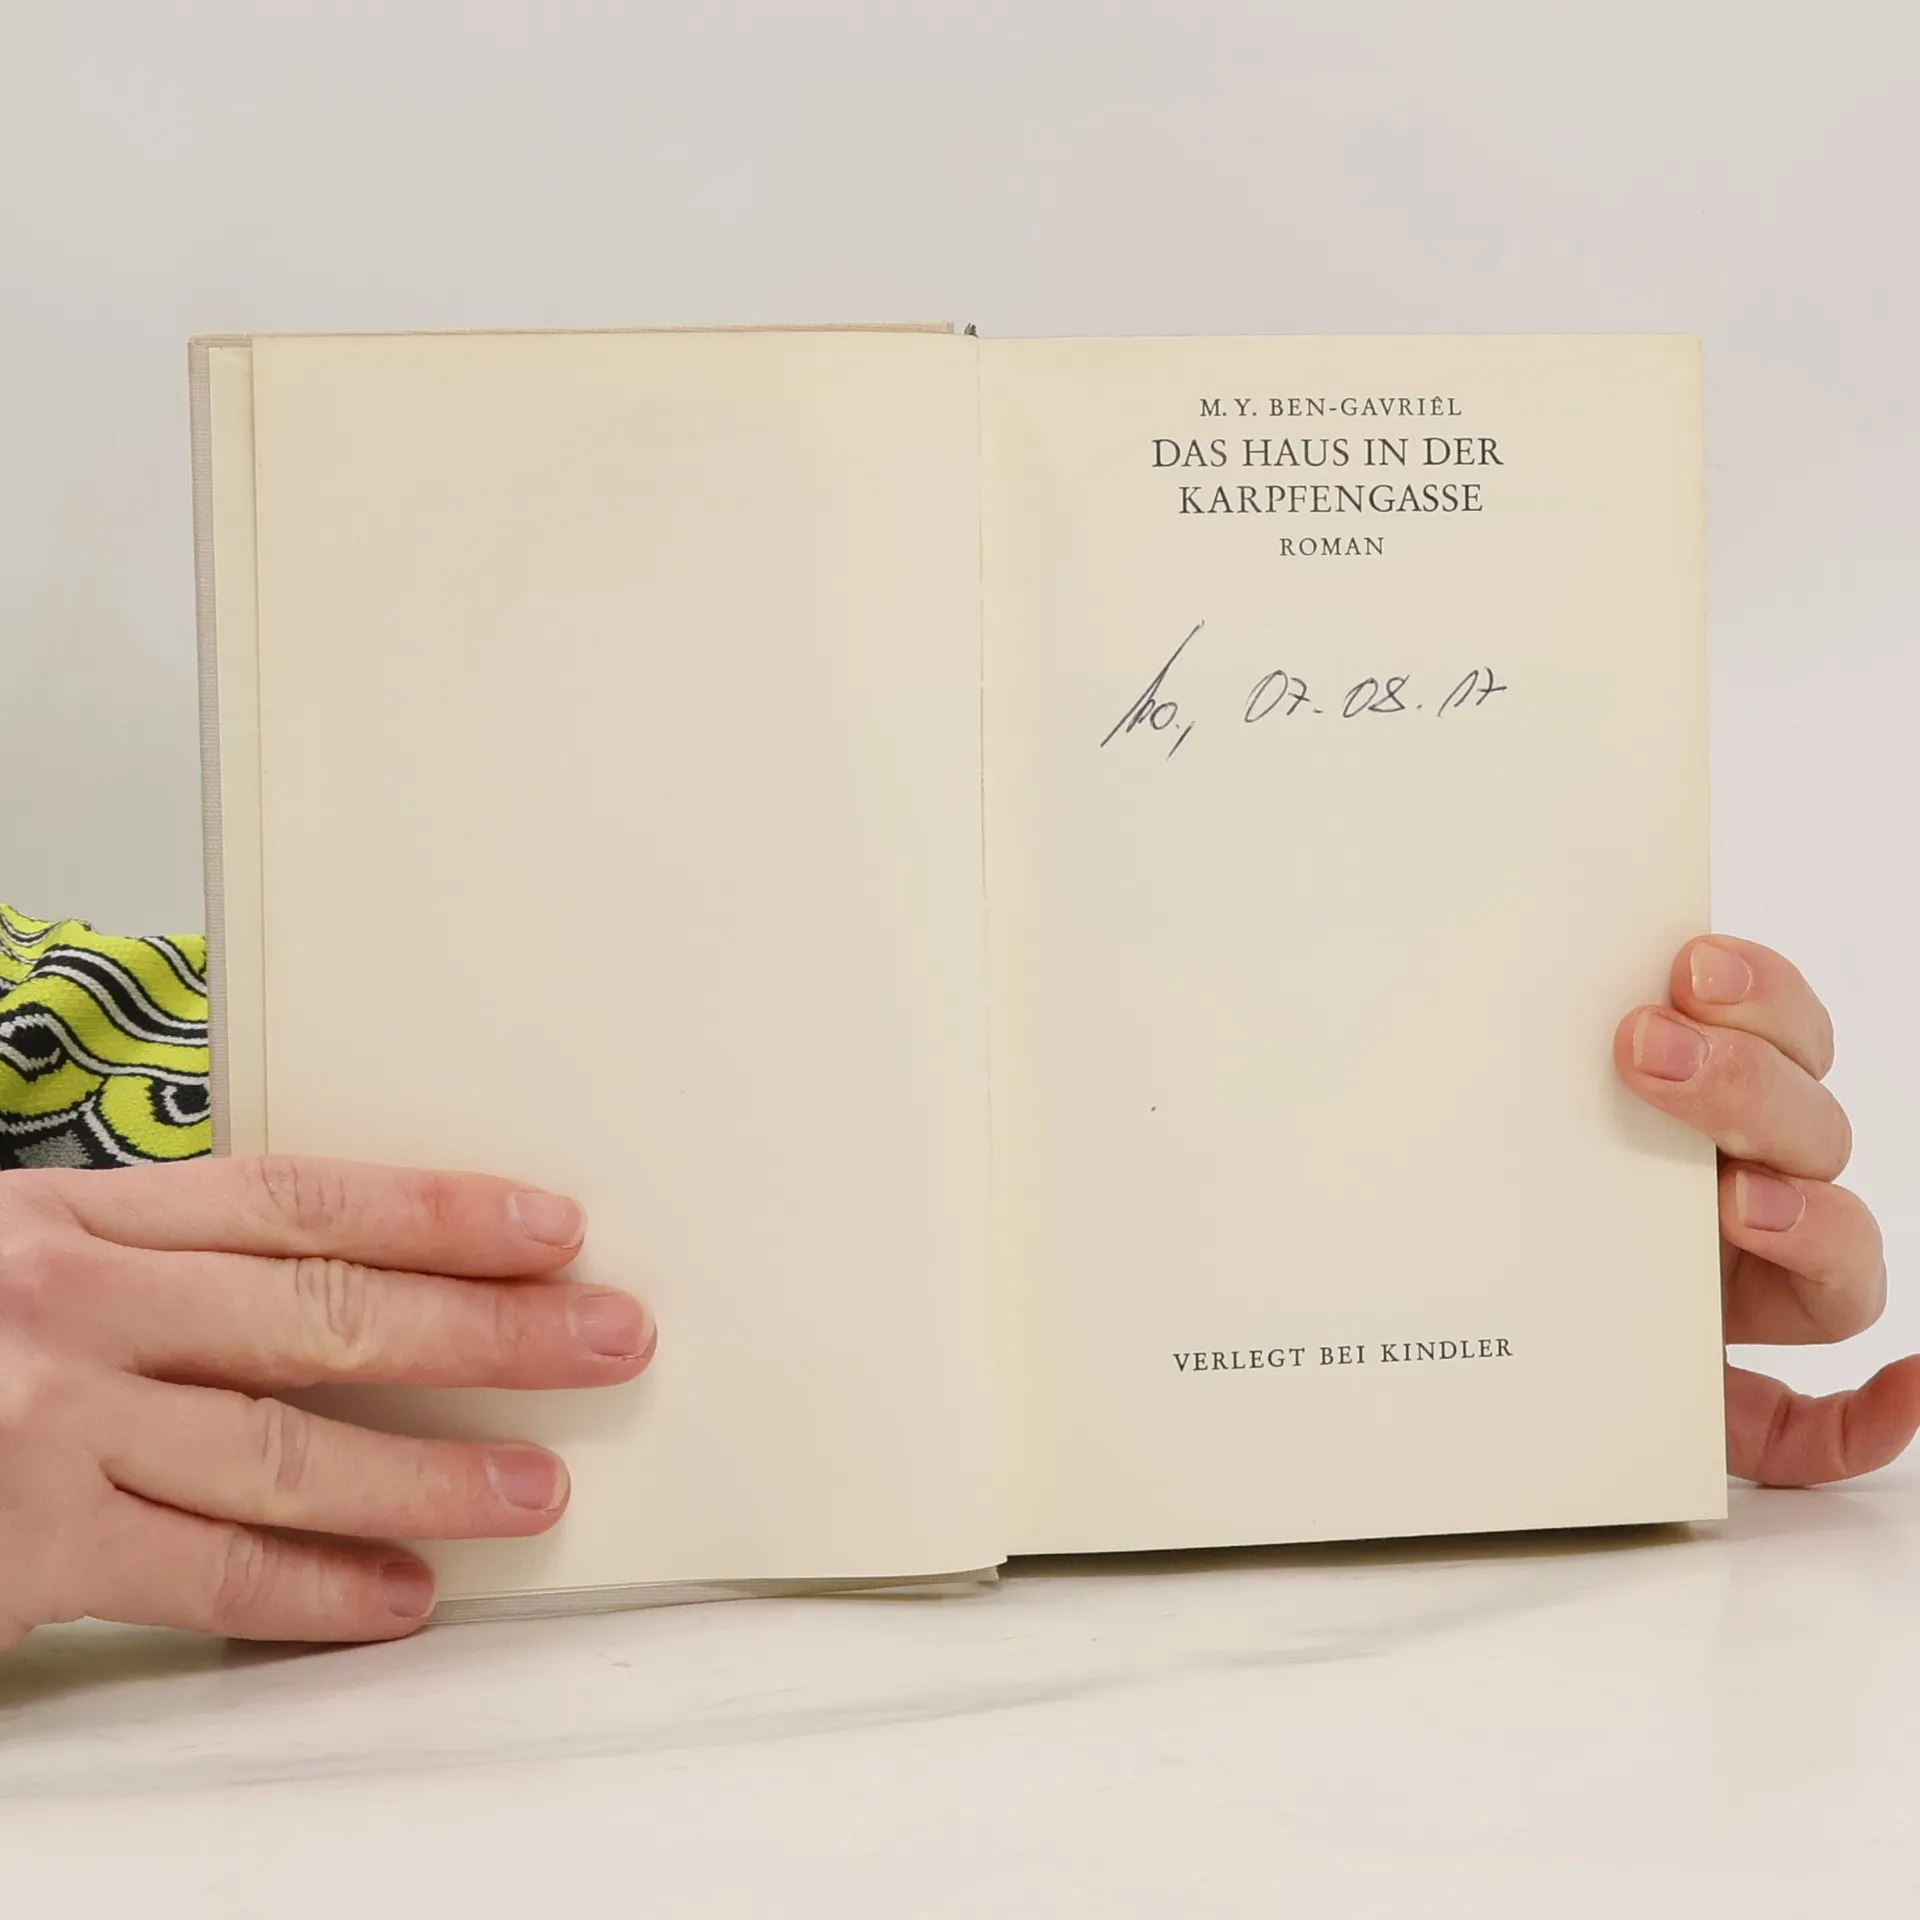 M. Y. BEN-GAVRIÊL
DAS HAUS IN DER
KARPFENGASSE
ROMAN
07.08.17
VERLEGT BEI KINDLER